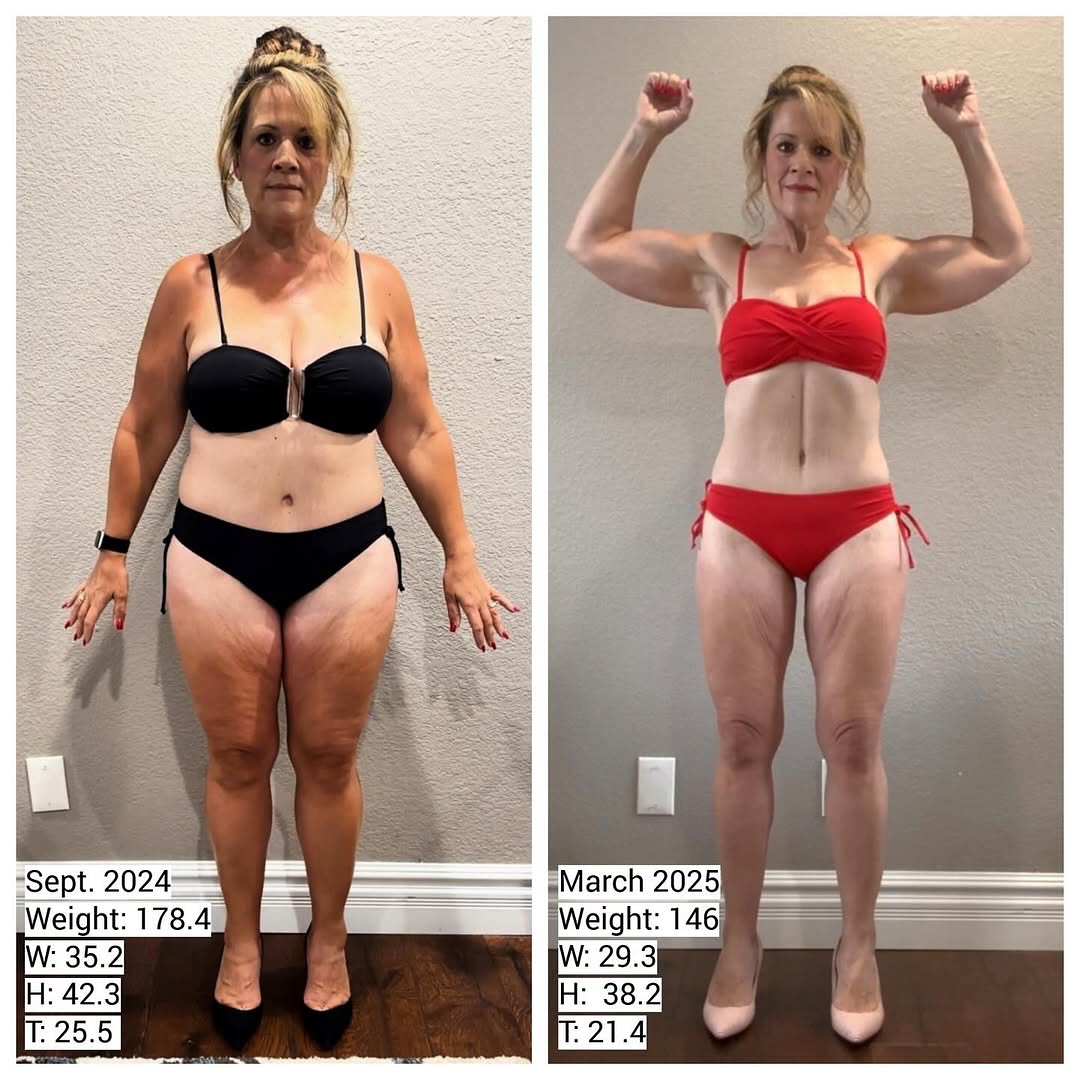 Sept. 2024
Weight: 178.4
W: 35.2
H: 42.3
T: 25.5
March 2025
Weight: 146
W: 29.3
H: 38.2
T: 21.4